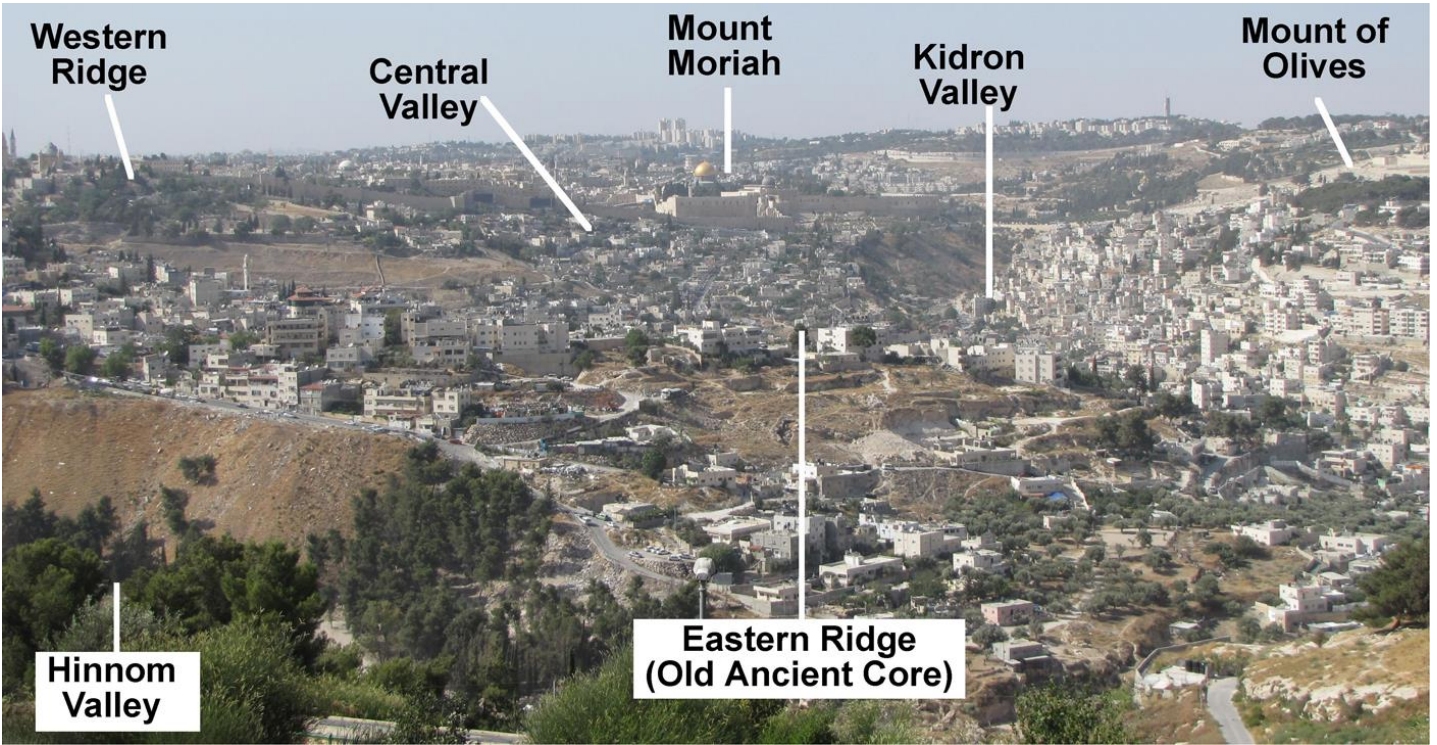 Western
Ridge
Central
Valley
Mount
Moriah
Kidron
Valley
Mount of
Olives
Hinnom
Valley
Eastern Ridge
(Old Ancient Core)